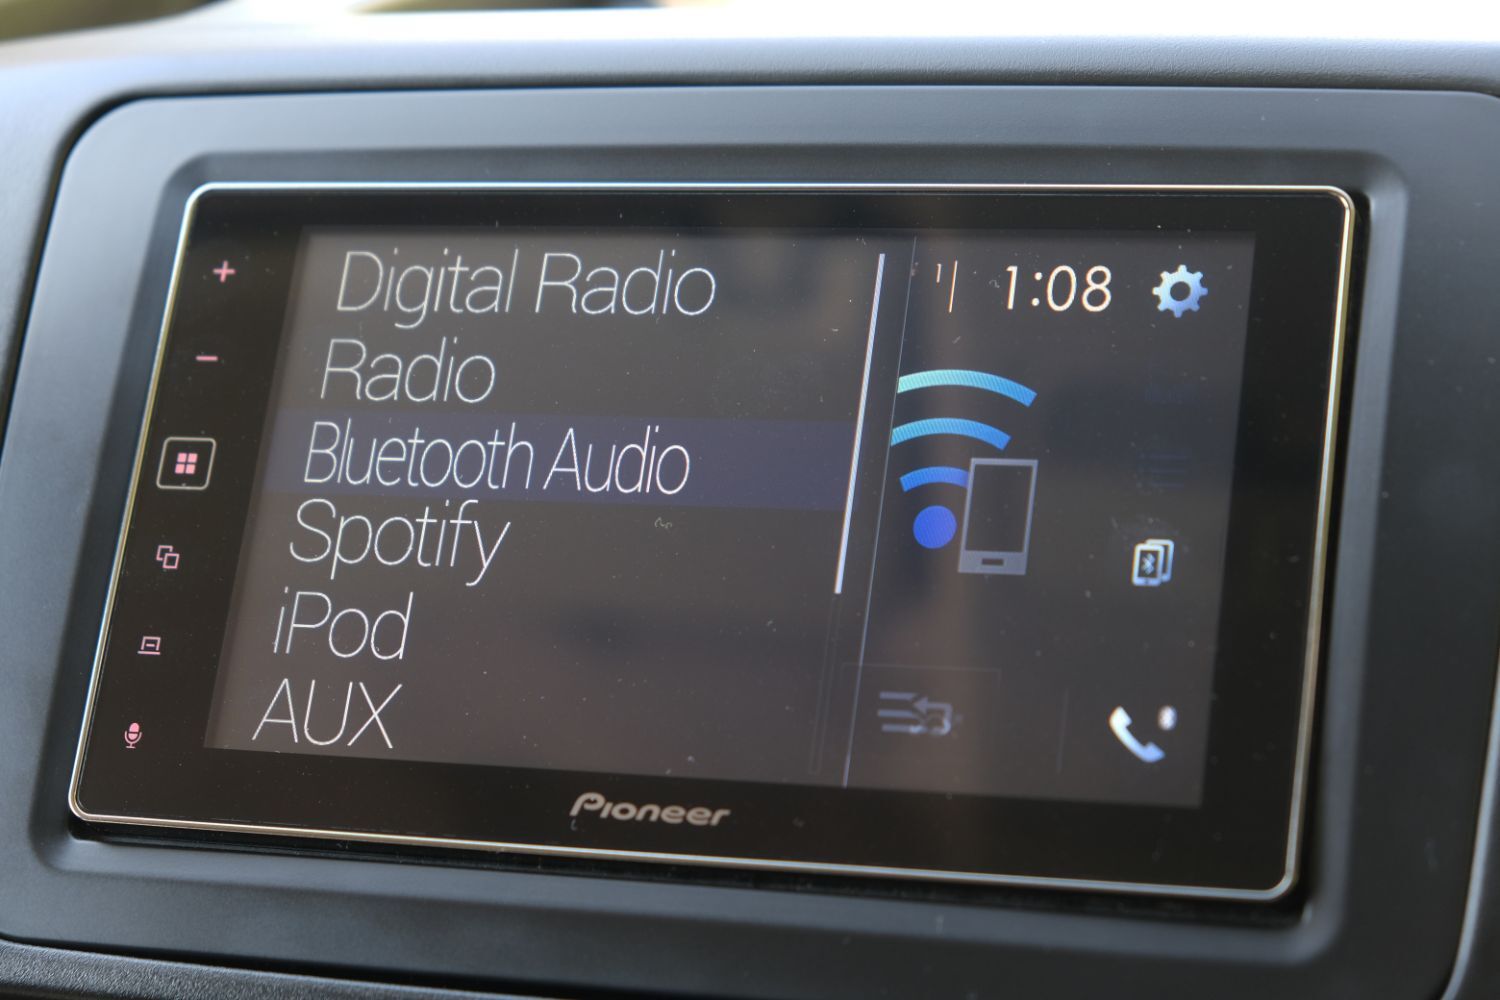 Digital Radio
1:08
Radio
Bluetooth Audio
Spotify
iPod
AUX
Pioneer